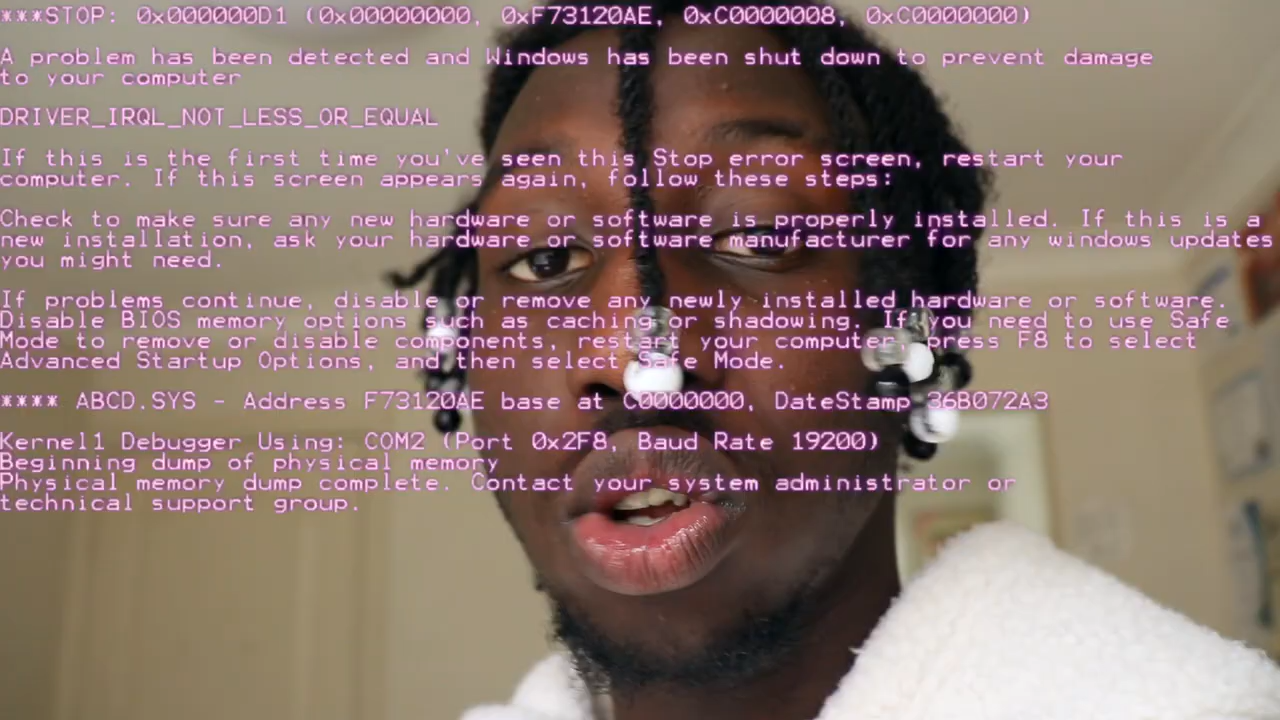 ***STOP: 0x000000D1 (0x00000000, 0xF73120AE, 0xC0000008, 0xC0000000)
A problem has been detected and Windows has been shut down to prevent damage
to your computer
DRIVER_IRQL_NOT_LESS_OR_EQUAL
If this is the first time you've seen this Stop error screen, restart your
computer. If this screen appears again, follow these steps:
Check to make sure any new hardware or software is properly installed. If this is a
new installation, ask your hardware or software manufacturer for any windows updates
you might need.
If problems continue, disable or remove any newly installed hardware or software.
Disable BIOS memory options such as caching or shadowing. If you need to use Safe
Mode to remove or disable components, restart your computer, press F8 to select
Advanced Startup Options, and then select Safe Mode.
**** ABCD.SYS - Address F73120AE base at C0000000, DateStamp 36B072A3
Kernel1 Debugger Using: COM2 (Port 0x2F8, Baud Rate 19200)
Beginning dump of physical memory
Physical memory dump complete. Contact your system administrator or
technical support group.